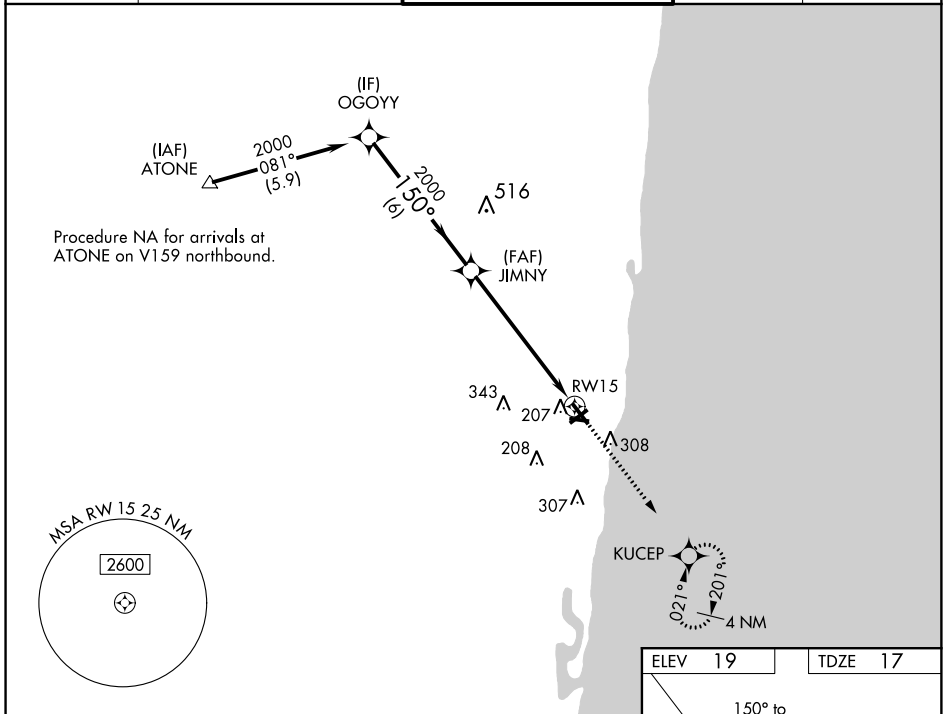 (IF)
OGOYY
(IAF)
ATONE
2000
081°
(5.9)
2000
150°
(6)
516
Procedure NA for arrivals at
ATONE on V159 northbound.
(FAF)
JIMNY
RW15
343
207
208
308
307
MSA RW 15 25 NM
2600
KUCEP
021°
201°
4 NM
ELEV 19
TDZE 17
150° to